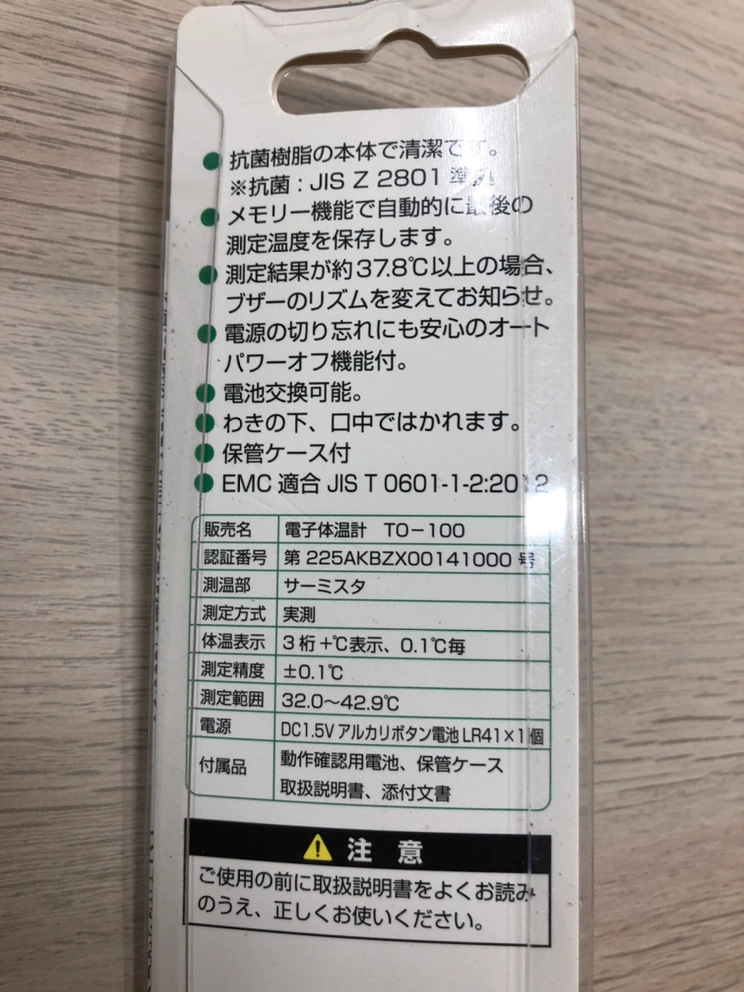 ●抗菌樹脂の本体で清潔です。
※抗菌：JIS Z 2801 準拠
●メモリー機能で自動的に最後の
測定温度を保存します。
●測定結果が約37.8℃以上の場合、
ブザーのリズムを変えてお知らせ。
●電源の切り忘れにも安心のオート
パワーオフ機能付。
●電池交換可能。
●わきの下、口中ではかれます。
●保管ケース付
●EMC 適合 JIS T 0601-1-2:2012
販売名 電子体温計 TO－100
認証番号 第 225AKBZX00141000 号
測温部 サーミスタ
測定方式 実測
体温表示 3 桁 +℃表示、0.1℃毎
測定精度 ±0.1℃
測定範囲 32.0～42.9℃
電源 DC1.5V アルカリボタン電池 LR41×1個
付属品 動作確認用電池、保管ケース
取扱説明書、添付文書
注 意
ご使用の前に取扱説明書をよくお読み
のうえ、正しくお使いください。